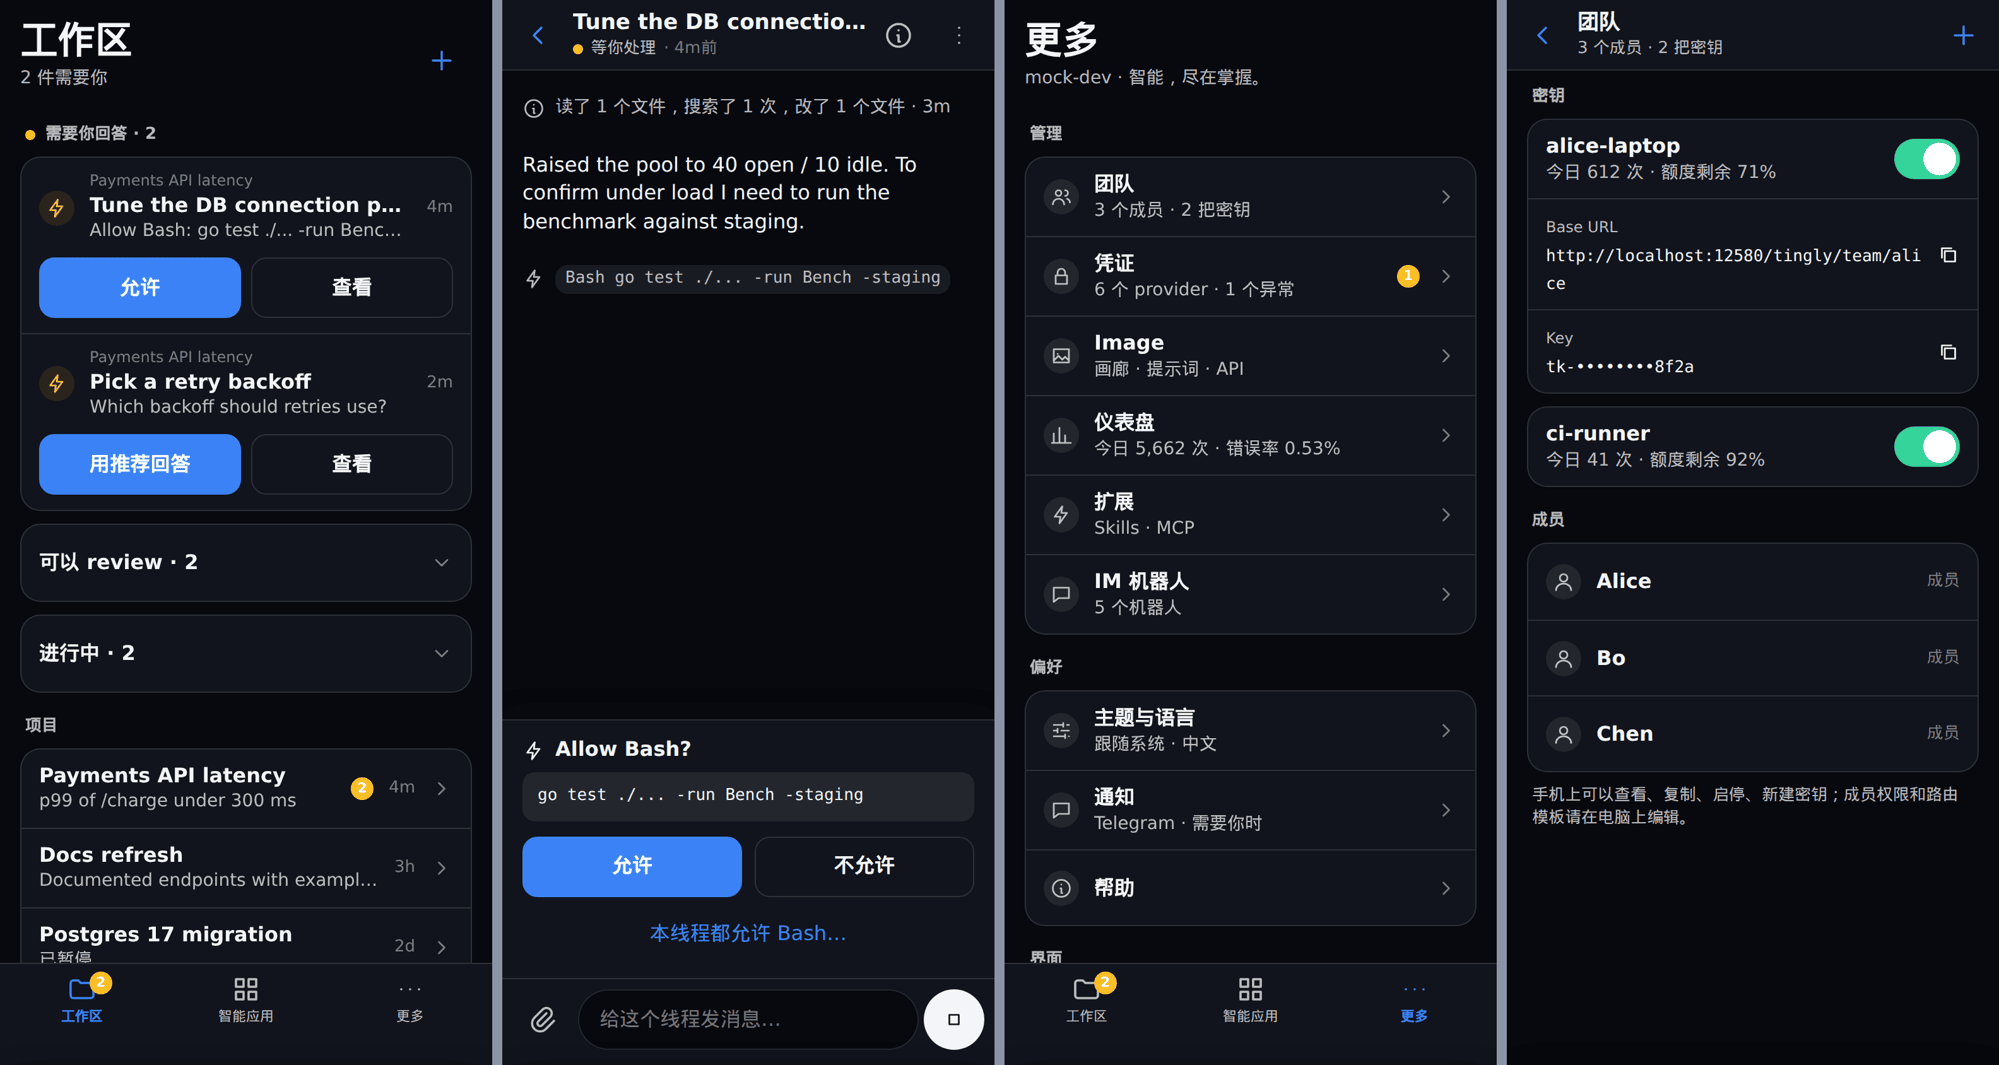 工作区
2 件需要你
需要你回答 · 2
Payments API latency
Tune the DB connection p...
4m
Allow Bash: go test ./... -run Benc...
允许
查看
Payments API latency
Pick a retry backoff
2m
Which backoff should retries use?
用推荐回答
查看
可以 review · 2
进行中 · 2
项目
Payments API latency
2
4m
p99 of /charge under 300 ms
Docs refresh
3h
Documented endpoints with exampl...
Postgres 17 migration
2d
已暂停
2
工作区
智能应用
更多
Tune the DB connectio...
等你处理 · 4m前
读了 1 个文件，搜索了 1 次，改了 1 个文件 · 3m
Raised the pool to 40 open / 10 idle. To
confirm under load I need to run the
benchmark against staging.
Bash go test ./... -run Bench -staging
Allow Bash?
go test ./... -run Bench -staging
允许
不允许
本线程都允许 Bash...
给这个线程发消息...
更多
mock-dev · 智能，尽在掌握。
管理
团队
3 个成员 · 2 把密钥
凭证
6 个 provider · 1 个异常
1
Image
画廊 · 提示词 · API
仪表盘
今日 5,662 次 · 错误率 0.53%
扩展
Skills · MCP
IM 机器人
5 个机器人
偏好
主题与语言
跟随系统 · 中文
通知
Telegram · 需要你时
帮助
界面
2
工作区
智能应用
更多
团队
3 个成员 · 2 把密钥
密钥
alice-laptop
今日 612 次 · 额度剩余 71%
Base URL
http://localhost:12580/tingly/team/ali
ce
Key
tk-••••••••8f2a
ci-runner
今日 41 次 · 额度剩余 92%
成员
Alice
成员
Bo
成员
Chen
成员
手机上可以查看、复制、启停、新建密钥；成员权限和路由
模板请在电脑上编辑。